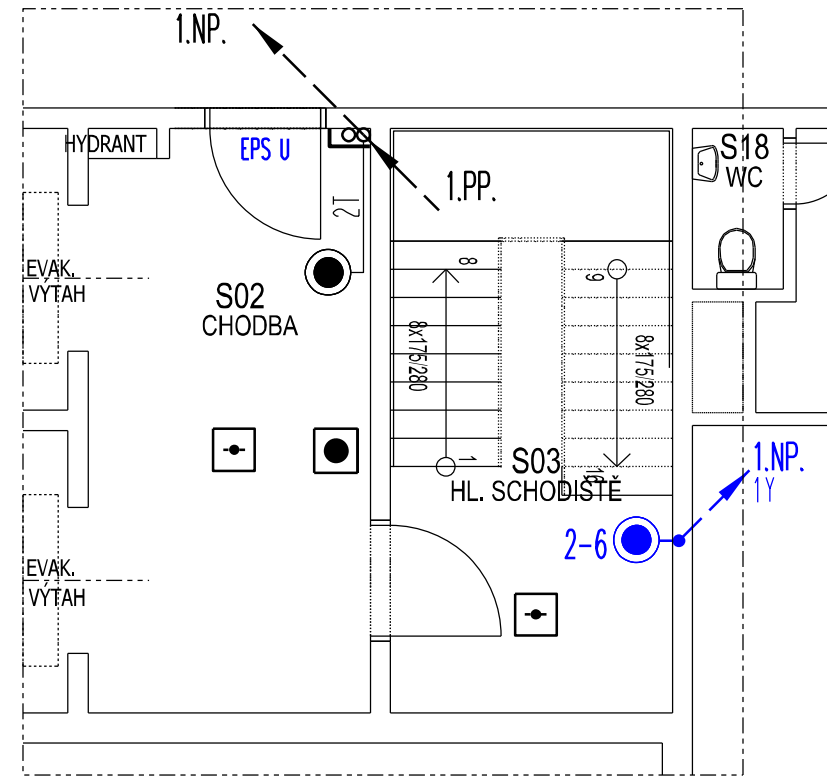 1.NP.
HYDRANT
EPS U
S18
WC
1.PP.
12
EVAK.
VÝTAH
S02
CHODBA
8
9
8x175/280
8x175/280
1
16
S03
HL. SCHODIŠTĚ
1.NP.
1Y
2-6
EVAK.
VÝTAH